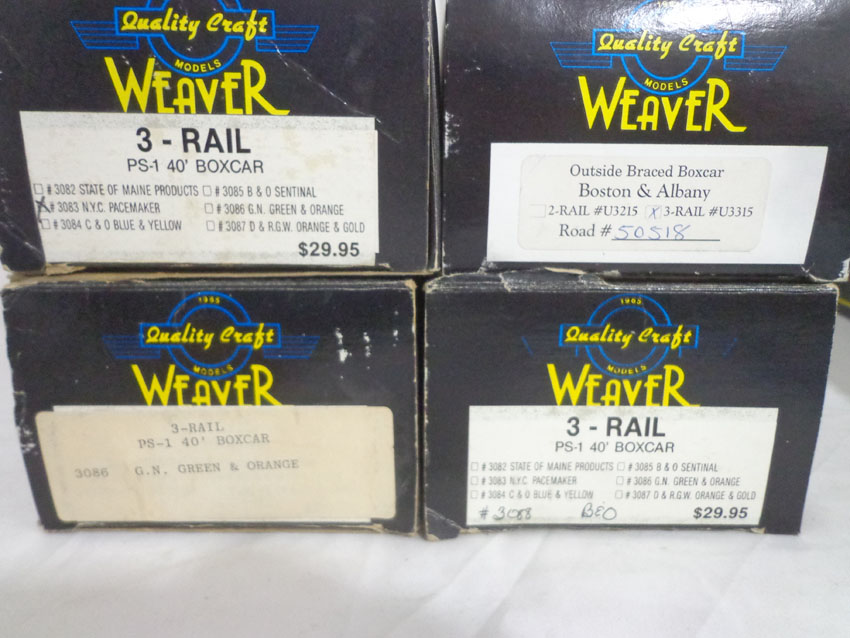 Quality Craft
MODELS
WEAVER
3 - RAIL
PS-1 40' BOXCAR
# 3082 STATE OF MAINE PRODUCTS # 3085 B & O SENTINAL
X # 3083 N.Y.C. PACEMAKER # 3086 G.N. GREEN & ORANGE
# 3084 C & O BLUE & YELLOW # 3087 D & R.G.W. ORANGE & GOLD
$29.95
Quality Craft
MODELS
WEAVER
Outside Braced Boxcar
Boston & Albany
2-RAIL #U3215 X 3-RAIL #U3315
Road # 50518
1965
Quality Craft
MODELS
WEAVER
3-RAIL
PS-1 40' BOXCAR
3086 G.N. GREEN & ORANGE
1965
Quality Craft
MODELS
WEAVER
3 - RAIL
PS-1 40' BOXCAR
# 3082 STATE OF MAINE PRODUCTS # 3085 B & O SENTINAL
# 3083 N.Y.C. PACEMAKER # 3086 G.N. GREEN & ORANGE
# 3084 C & O BLUE & YELLOW # 3087 D & R.G.W. ORANGE & GOLD
# 3088 B&O $29.95